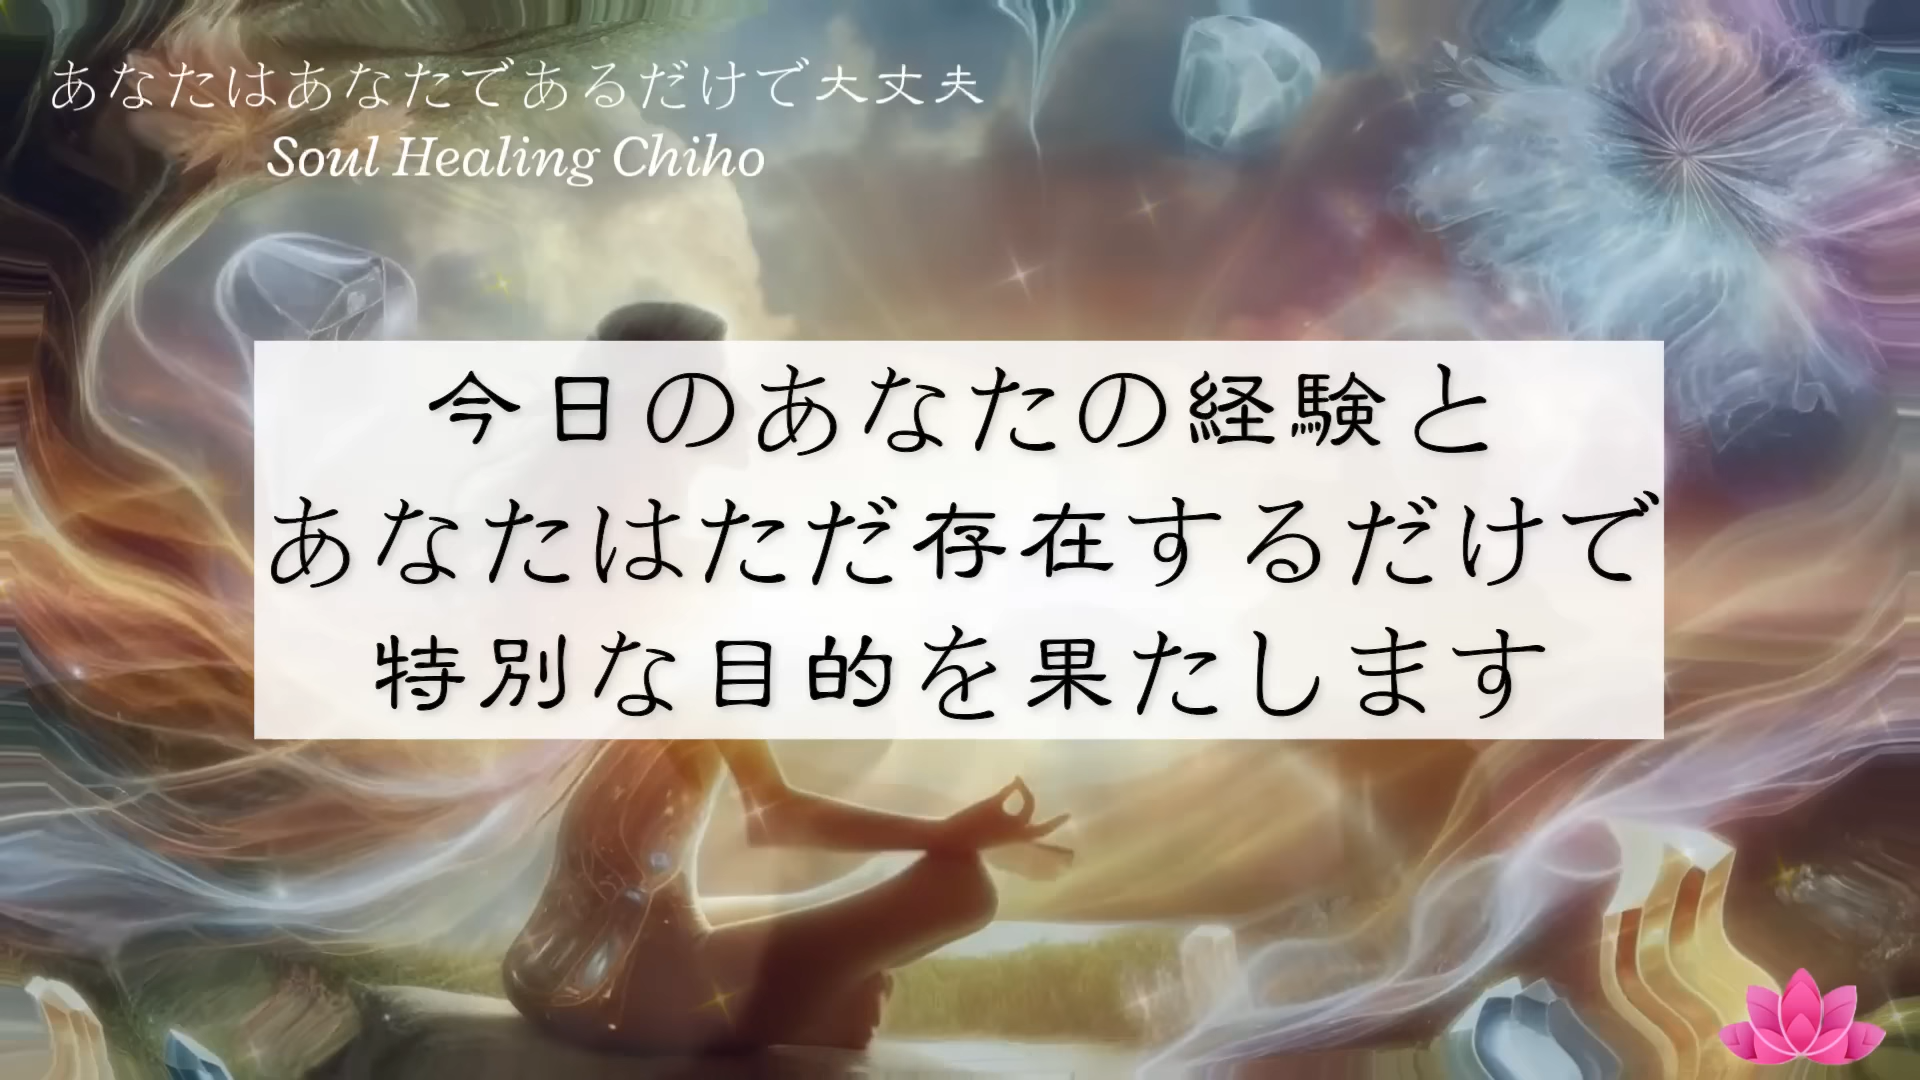 あなたはあなたであるだけで大丈夫
Soul Healing Chiho
今日のあなたの経験と
あなたはただ存在するだけで
特別な目的を果たします